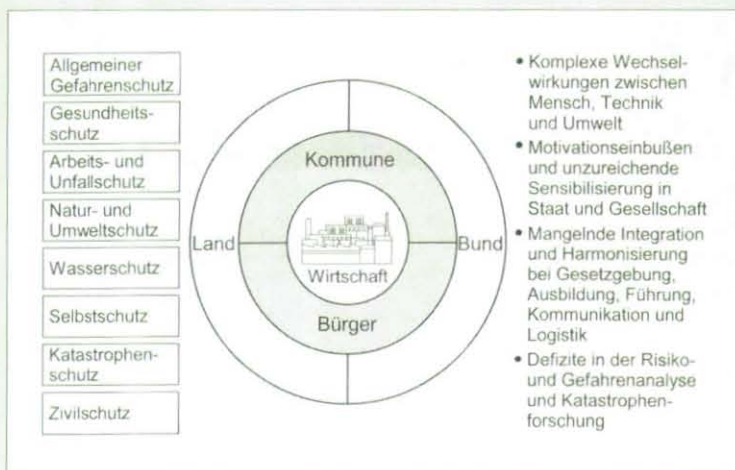 Allgemeiner
Gefahrenschutz
Gesundheits-
schutz
Arbeits- und
Unfallschutz
Natur- und
Umweltschutz
Wasserschutz
Selbstschutz
Katastrophen-
schutz
Zivilschutz
Kommune
Land
Bund
Wirtschaft
Bürger
• Komplexe Wechsel-
wirkungen zwischen
Mensch, Technik
und Umwelt
• Motivationseinbußen
und unzureichende
Sensibilisierung in
Staat und Gesellschaft
• Mangelnde Integration
und Harmonisierung
bei Gesetzgebung,
Ausbildung, Führung,
Kommunikation und
Logistik
• Defizite in der Risiko-
und Gefahrenanalyse
und Katastrophen-
forschung